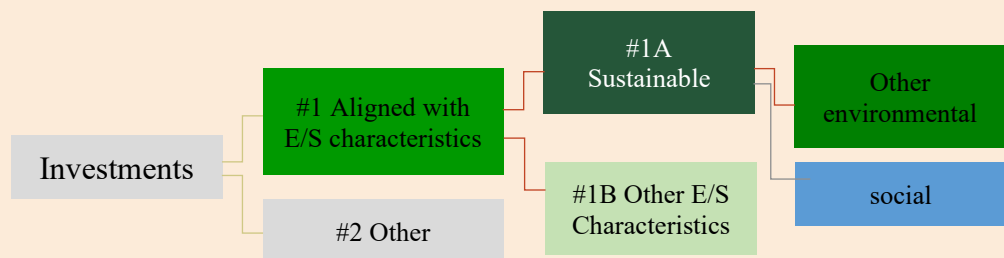 Investments
#1 Aligned with
E/S characteristics
#2 Other
#1A
Sustainable
#1B Other E/S
Characteristics
Other
environmental
social